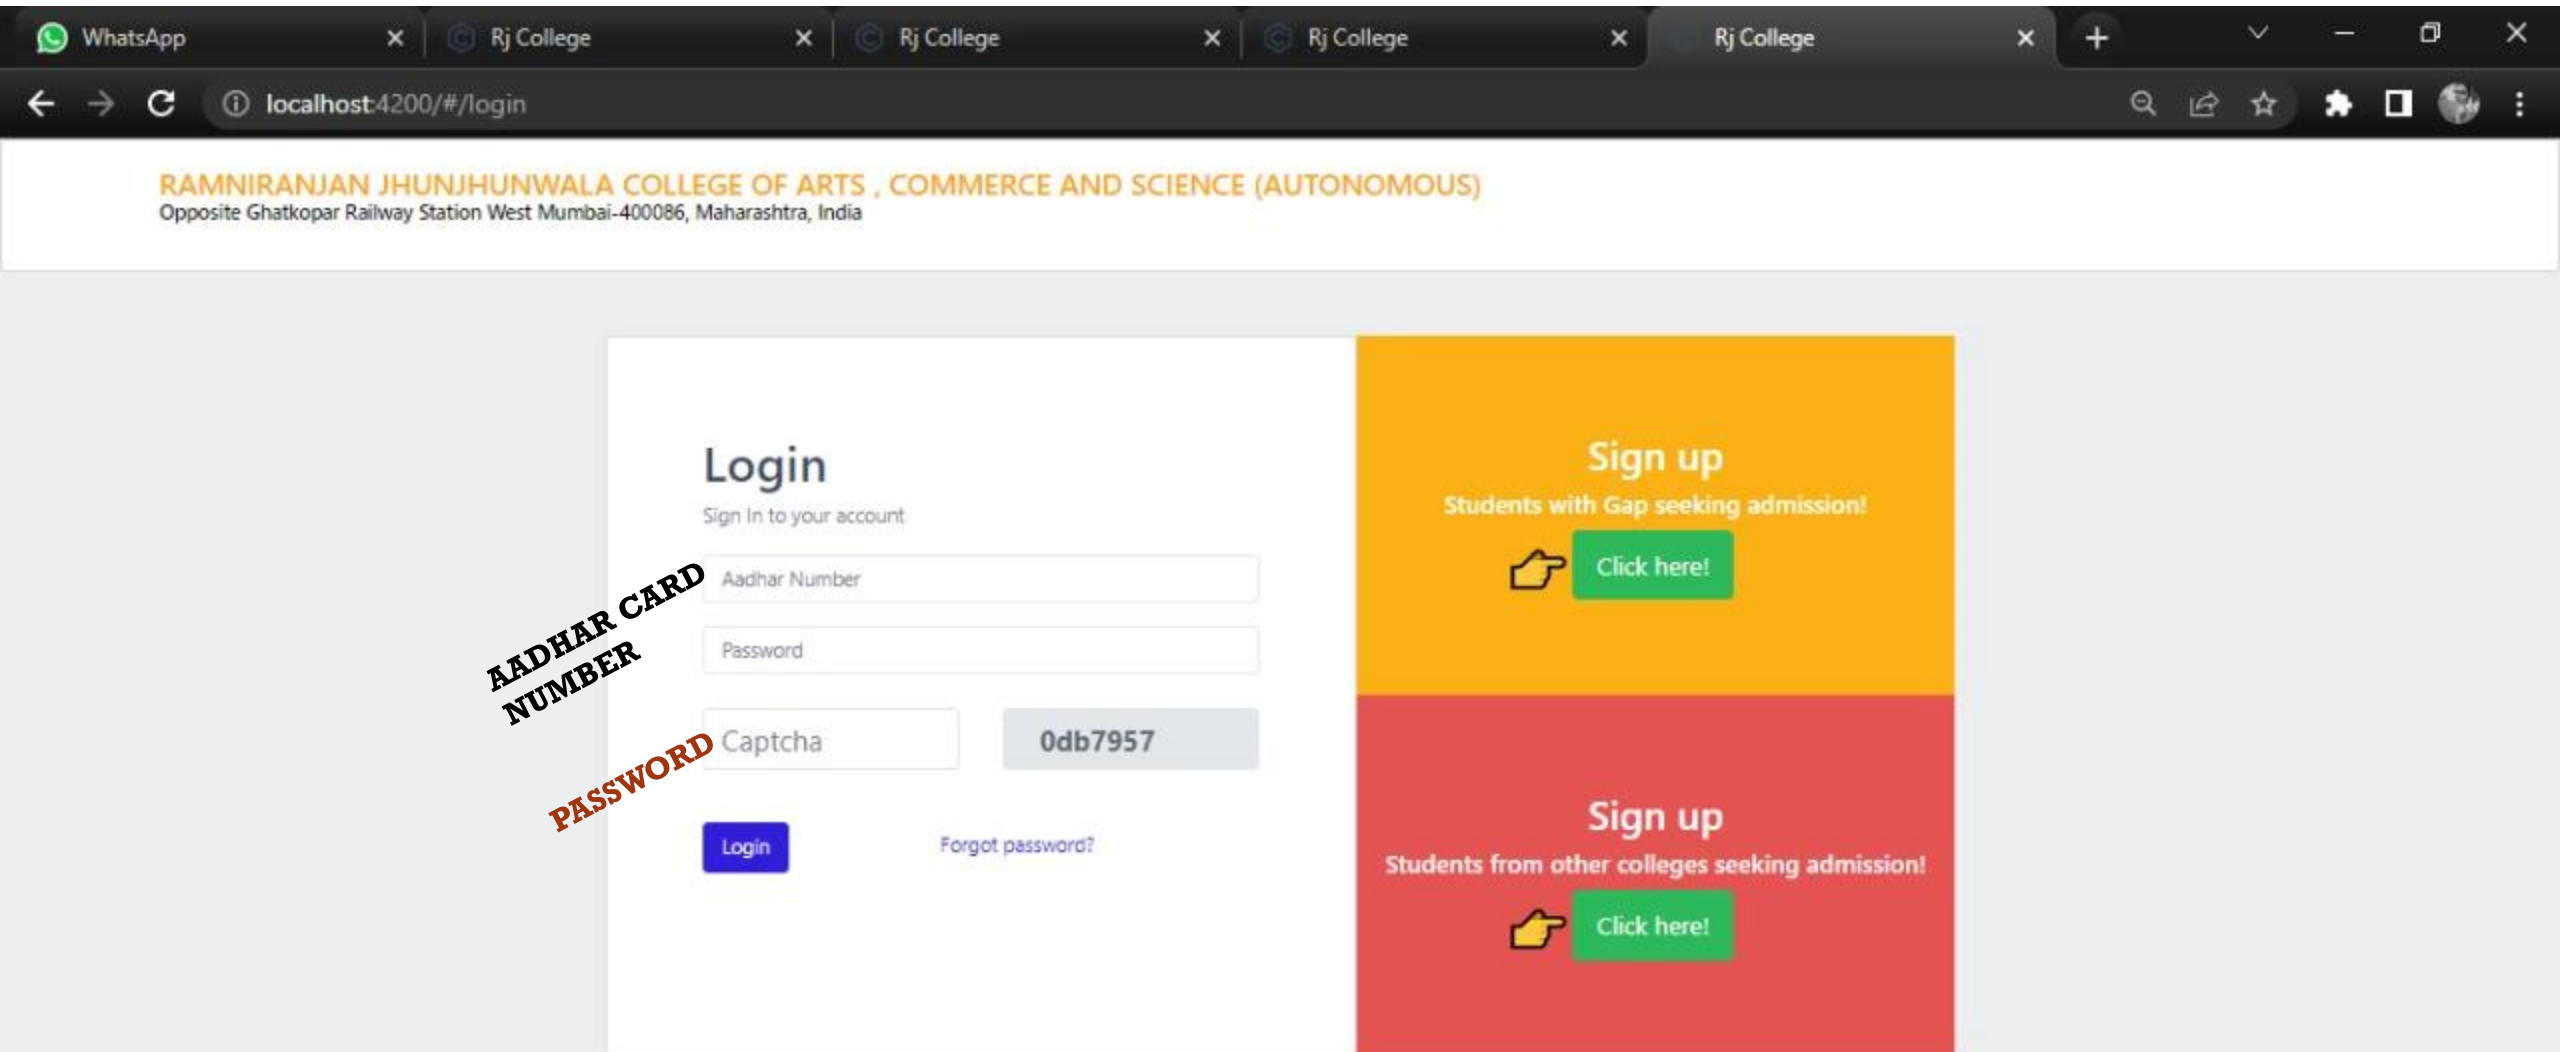 WhatsApp
Rj College
Rj College
Rj College
Rj College
localhost:4200/#/login
RAMNIRANJAN JHUNJHUNWALA COLLEGE OF ARTS , COMMERCE AND SCIENCE (AUTONOMOUS)
Opposite Ghatkopar Railway Station West Mumbai-400086, Maharashtra, India
Login
Sign In to your account
Aadhar Number
Password
Captcha
0db7957
Login
Forgot password?
AADHAR CARD
NUMBER
PASSWORD
Sign up
Students with Gap seeking admission!
Click here!
Sign up
Students from other colleges seeking admission!
Click here!